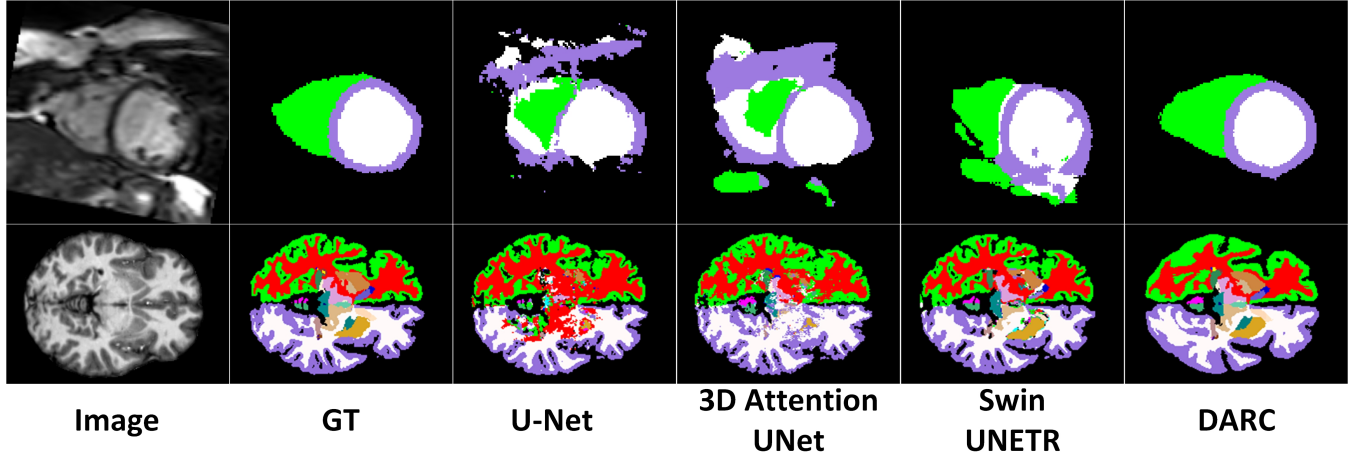 Image
GT
U-Net
3D Attention
UNet
Swin
UNETR
DARC